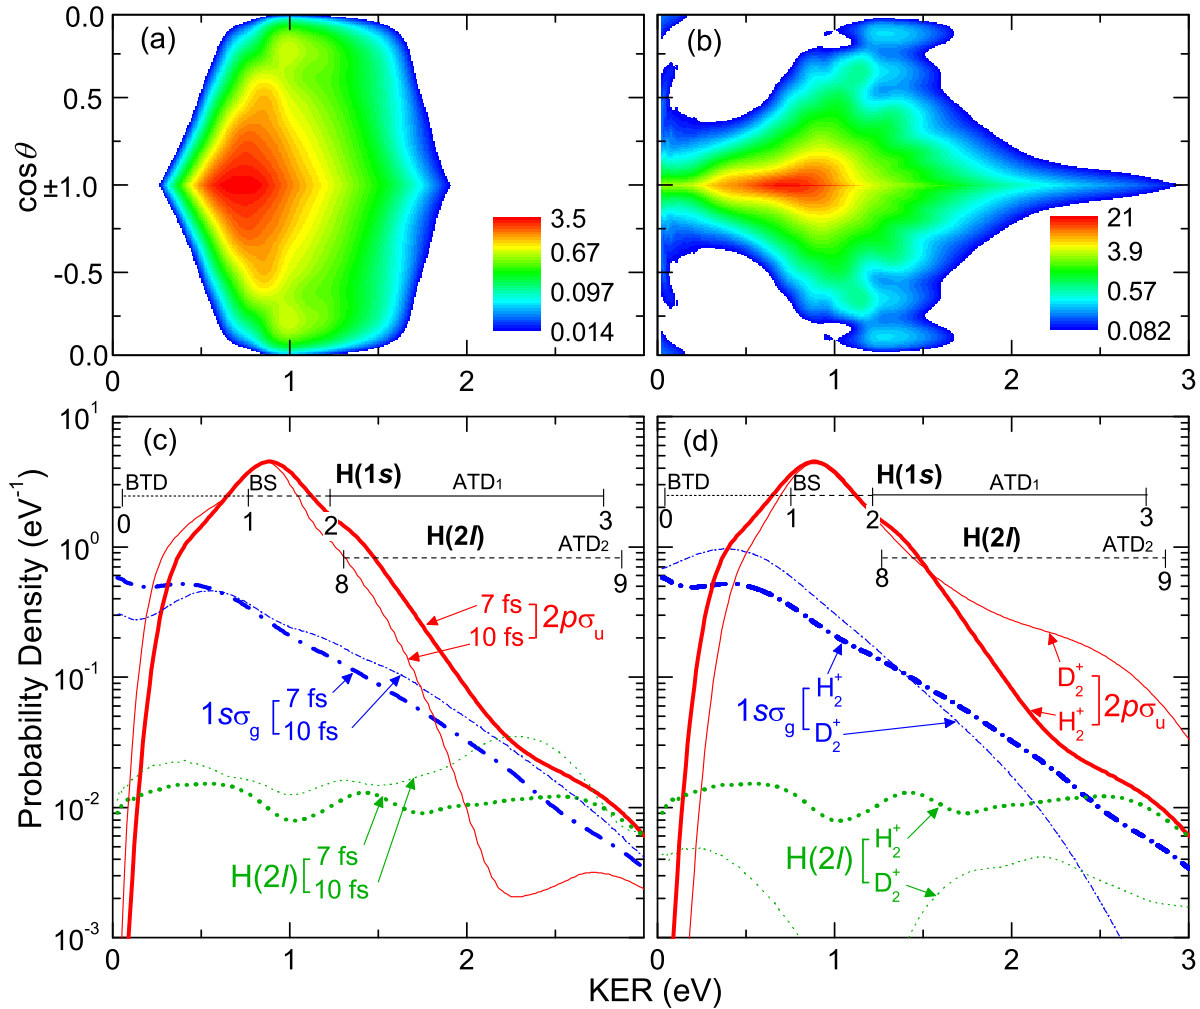 (a)
(b)
0.0
0.5
±1.0
-0.5
0.0
cosθ
3.5
0.67
0.097
0.014
21
3.9
0.57
0.082
0 1 2
0 1 2 3
(c)
(d)
10¹
10⁰
10⁻¹
10⁻²
10⁻³
Probability Density (eV⁻¹)
BTD BS H(1s) ATD₁
0 1 2 3
H(2l) ATD₂
8 9
7 fs
10 fs
2pσᵤ
1sσg
7 fs
10 fs
H(2l)
7 fs
10 fs
BTD BS H(1s) ATD₁
0 1 2 3
H(2l) ATD₂
8 9
D₂⁺
H₂⁺
2pσᵤ
1sσg
H₂⁺
D₂⁺
H(2l)
H₂⁺
D₂⁺
0 1 2
0 1 2 3
KER (eV)